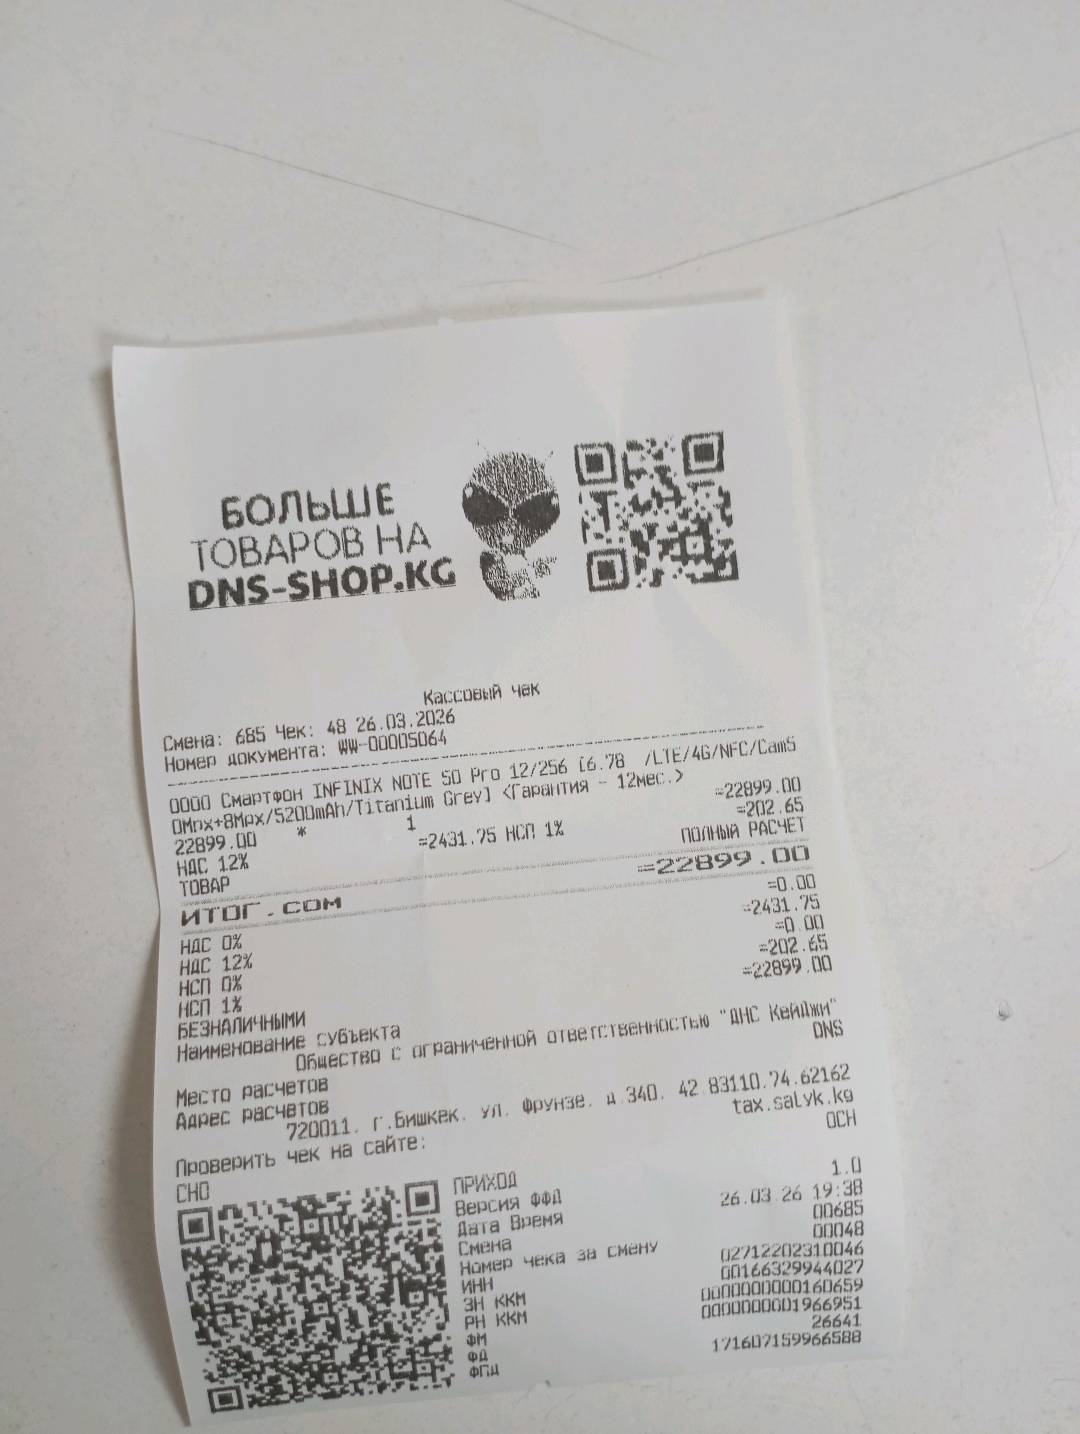 БОЛЬШЕ
ТОВАРОВ НА
DNS-SHOP.KG
Кассовый чек
Смена: 685 Чек: 48 26.03.2026
Номер документа: WW-00005064
0000 Смартфон INFINIX NOTE 50 Pro 12/256 [6.78 /LTE/4G/NFC/Cam5
0Mpx+8Mpx/5200mAh/Titanium Grey] <Гарантия - 12мес.>
22899.00 * 1 =22899.00
НДС 12% =2431.75 НСП 1% =202.65
ТОВАР ПОЛНЫЙ РАСЧЕТ
ИТОГ.СОМ =22899.00
НДС 0% =0.00
НДС 12% =2431.75
НСП 0% =0.00
НСП 1% =202.65
БЕЗНАЛИЧНЫМИ =22899.00
Наименование субъекта
Общество с ограниченной ответственностью "ДНС КейДжи"
Место расчетов DNS
Адрес расчетов
720011, г.Бишкек, ул. Фрунзе, д.340, 42.83110,74.62162
Проверить чек на сайте: tax.salyk.kg
СНО ОСН
ПРИХОД
Версия ФФД 1.0
Дата Время 26.03.26 19:38
Смена 00685
Номер чека за смену 00048
ИНН 02712202310046
ЗН ККМ 00166329944027
РН ККМ 0000000000160659
ФМ 0000000001966951
ФД 26641
ФПД 171607159966588